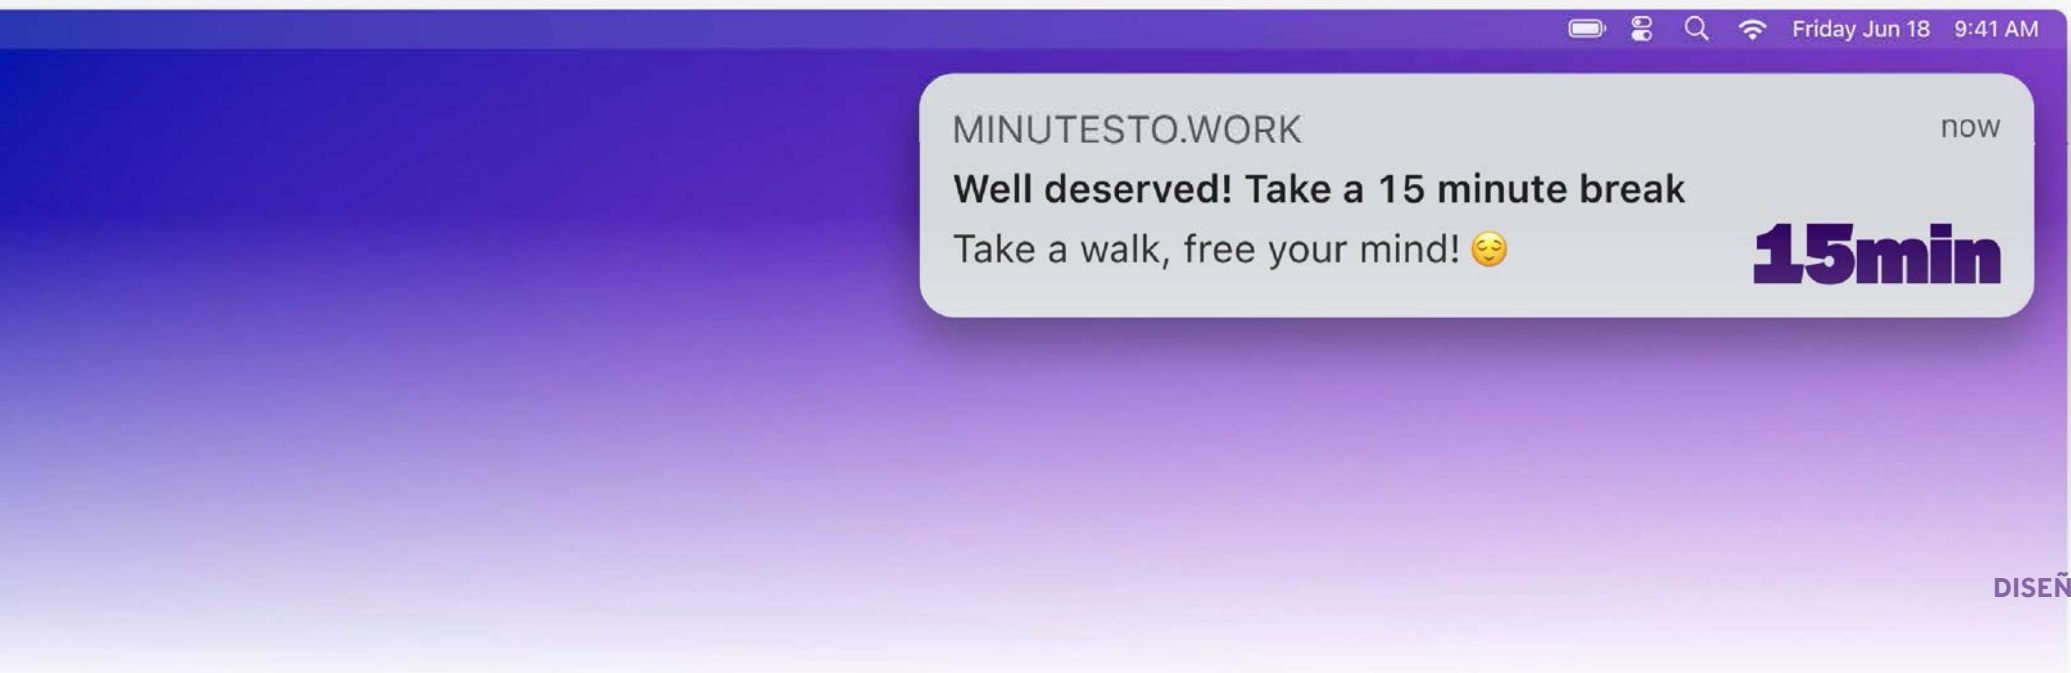 Friday Jun 18 9:41 AM
MINUTESTO.WORK
now
Well deserved! Take a 15 minute break
Take a walk, free your mind! 😌
15min
DISEÑ